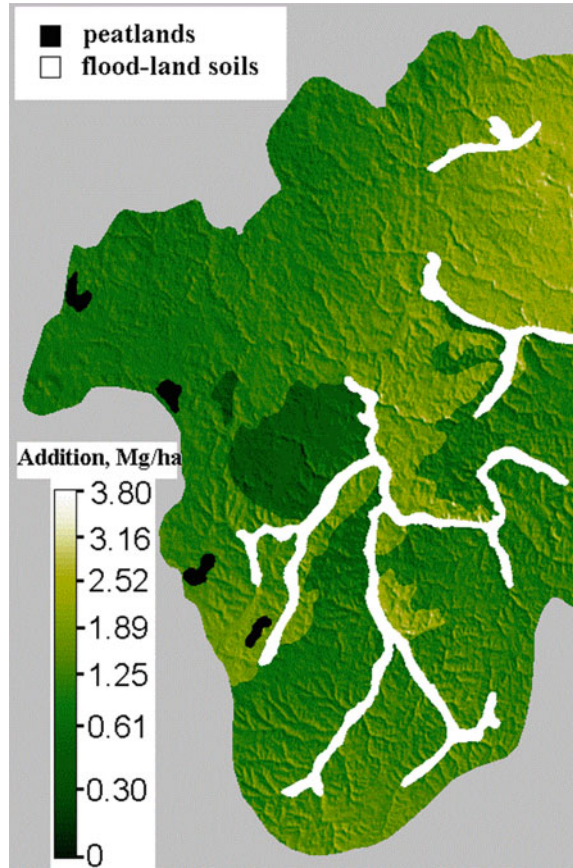 peatlands
flood-land soils
Addition, Mg/ha
3.80
3.16
2.52
1.89
1.25
0.61
0.30
0